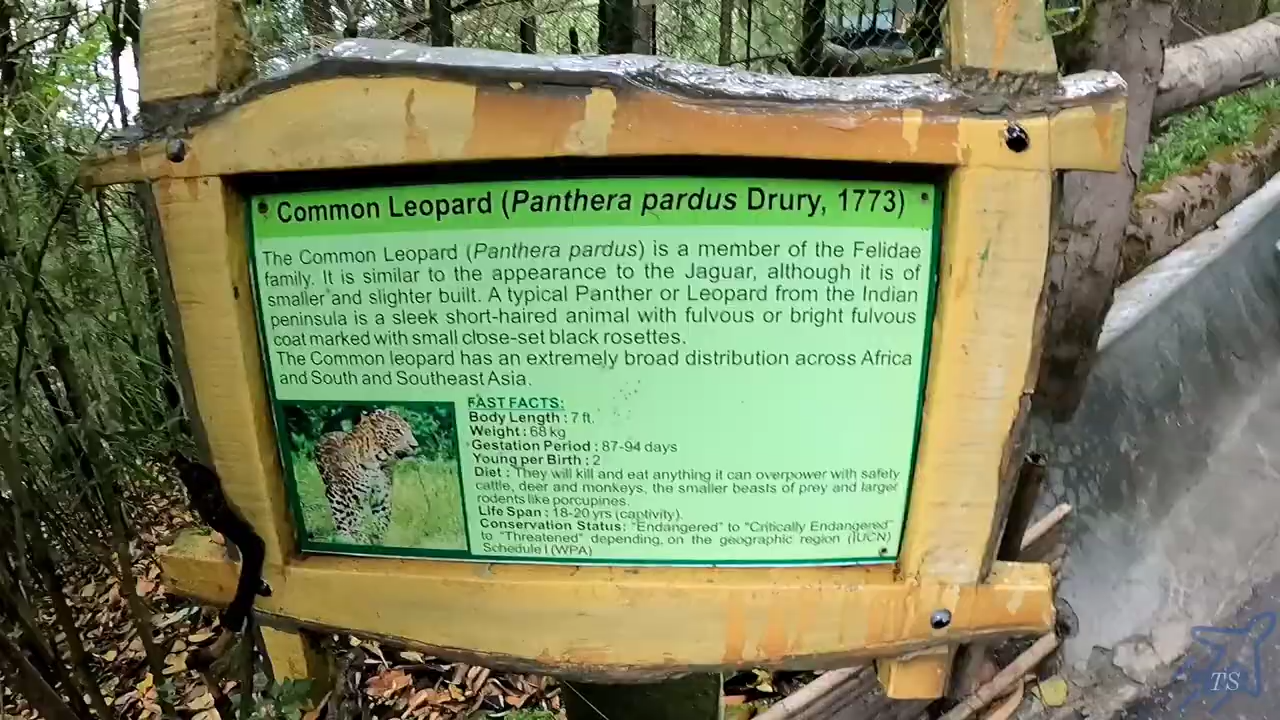 Common Leopard (Panthera pardus Drury, 1773)
The Common Leopard (Panthera pardus) is a member of the Felidae
family. It is similar to the appearance to the Jaguar, although it is of
smaller and slighter built. A typical Panther or Leopard from the Indian
peninsula is a sleek short-haired animal with fulvous or bright fulvous
coat marked with small close-set black rosettes.
The Common leopard has an extremely broad distribution across Africa
and South and Southeast Asia.
FAST FACTS:
Body Length : 7 ft.
Weight : 68 kg
Gestation Period : 87-94 days
Young per Birth : 2
Diet : They will kill and eat anything it can overpower with safety
cattle, deer and monkeys, the smaller beasts of prey and larger
rodents like porcupines.
Life Span : 18-20 yrs (captivity).
Conservation Status: "Endangered" to "Critically Endangered"
to "Threatened" depending, on the geographic region (IUCN)
Schedule I (WPA)
TS